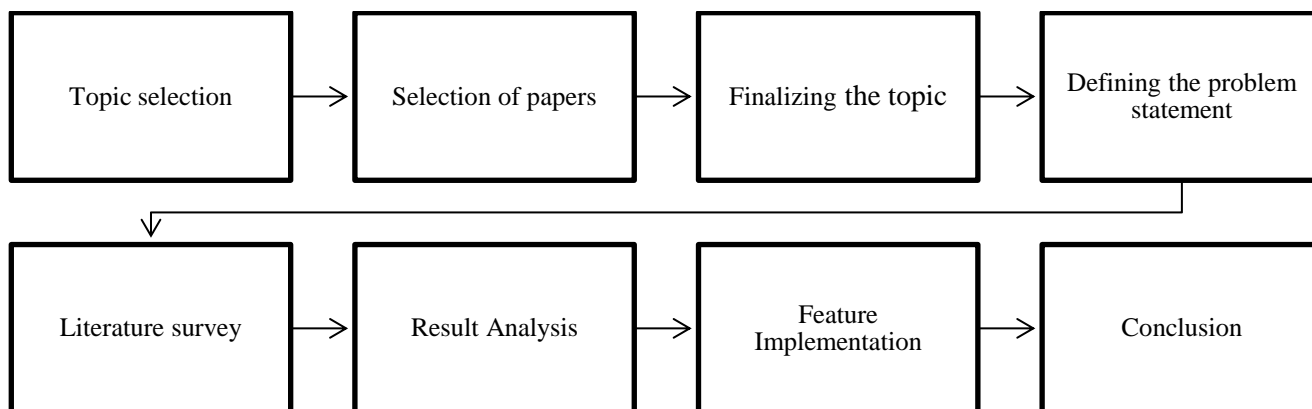 Topic selection
Selection of papers
Finalizing the topic
Defining the problem
statement
Literature survey
Result Analysis
Feature
Implementation
Conclusion